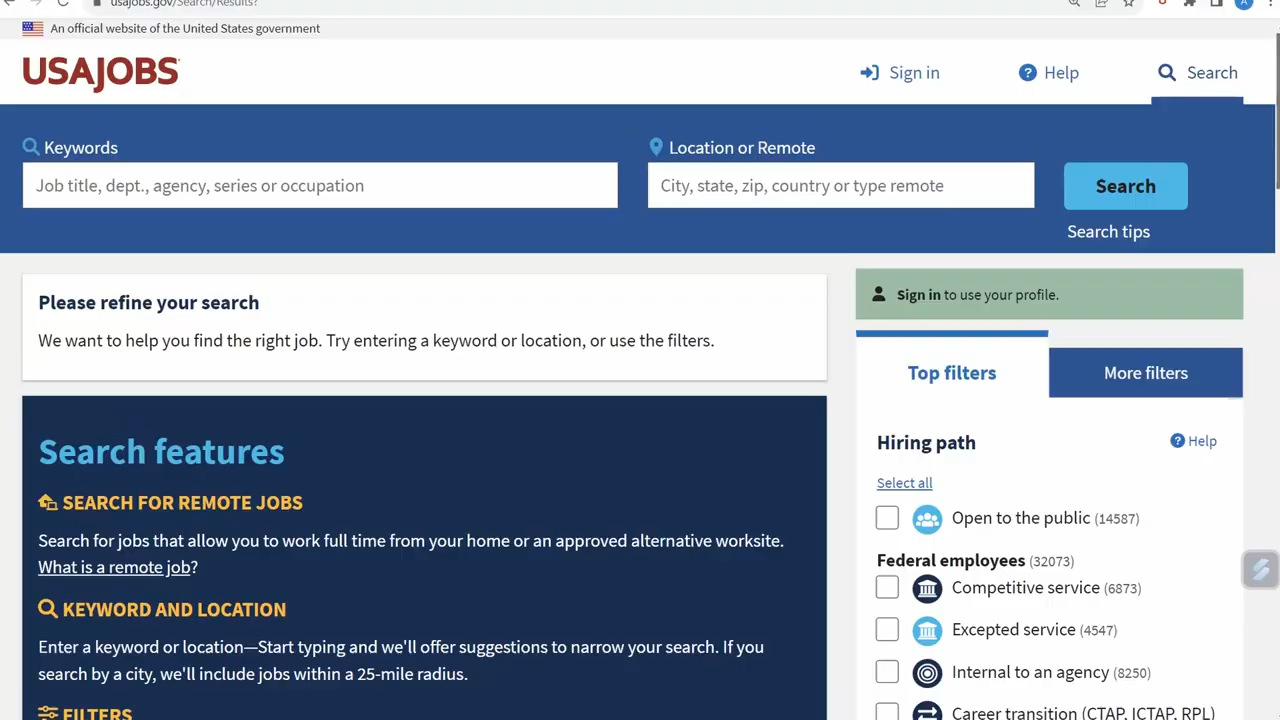 usajobs.gov/Search/Results?
A
An official website of the United States government
USAJOBS
Sign in
Help
Search
Keywords
Location or Remote
Job title, dept., agency, series or occupation
City, state, zip, country or type remote
Search
Search tips
Please refine your search
We want to help you find the right job. Try entering a keyword or location, or use the filters.
Sign in to use your profile.
Top filters
More filters
Search features
SEARCH FOR REMOTE JOBS
Search for jobs that allow you to work full time from your home or an approved alternative worksite.
What is a remote job?
KEYWORD AND LOCATION
Enter a keyword or location—Start typing and we'll offer suggestions to narrow your search. If you
search by a city, we'll include jobs within a 25-mile radius.
FILTERS
Hiring path
Help
Select all
Open to the public (14587)
Federal employees (32073)
Competitive service (6873)
Excepted service (4547)
Internal to an agency (8250)
Career transition (CTAP, ICTAP, RPL)